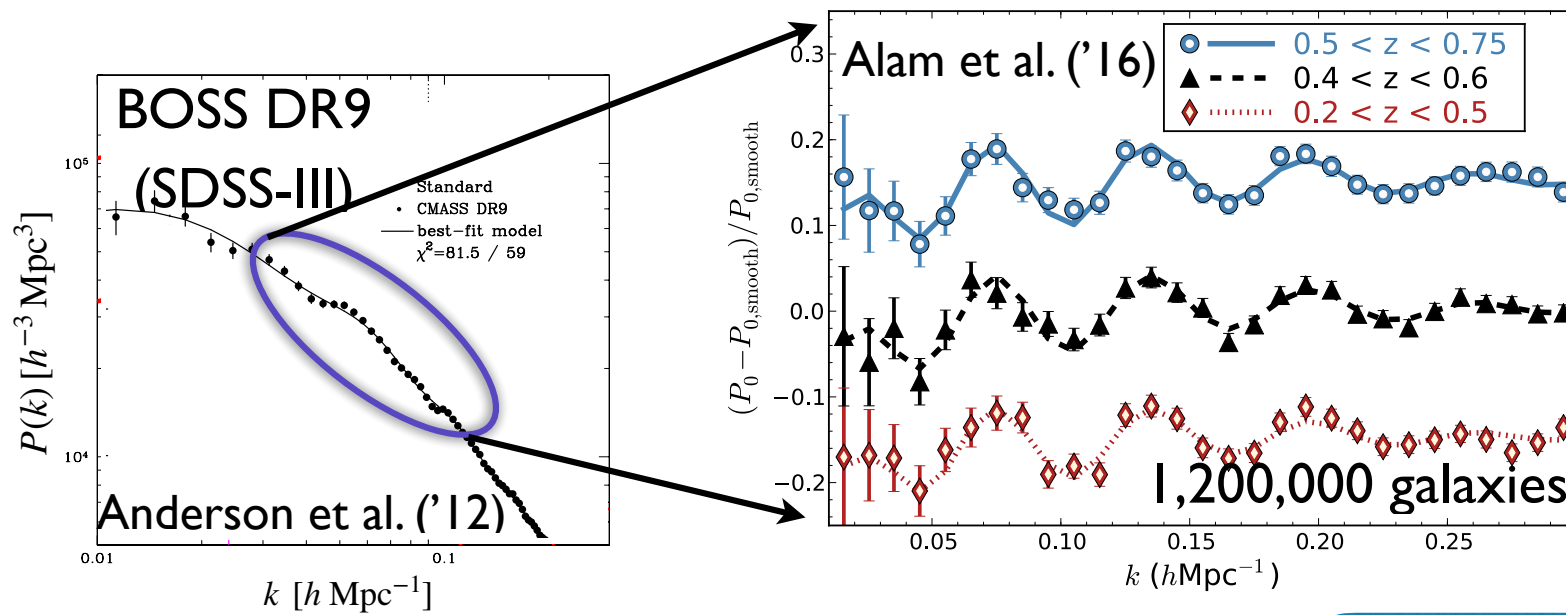 BOSS DR9
(SDSS-III)
Standard
CMASS DR9
best-fit model
χ²=81.5 / 59
Anderson et al. ('12)
P(k) [h⁻³ Mpc³]
10⁵
10⁴
0.01
0.1
k [h Mpc⁻¹]
Alam et al. ('16)
0.5 < z < 0.75
0.4 < z < 0.6
0.2 < z < 0.5
1,200,000 galaxies
(P₀−P₀,smooth)/P₀,smooth
0.3
0.2
0.1
0.0
−0.1
−0.2
0.05
0.10
0.15
0.20
0.25
k (hMpc⁻¹)